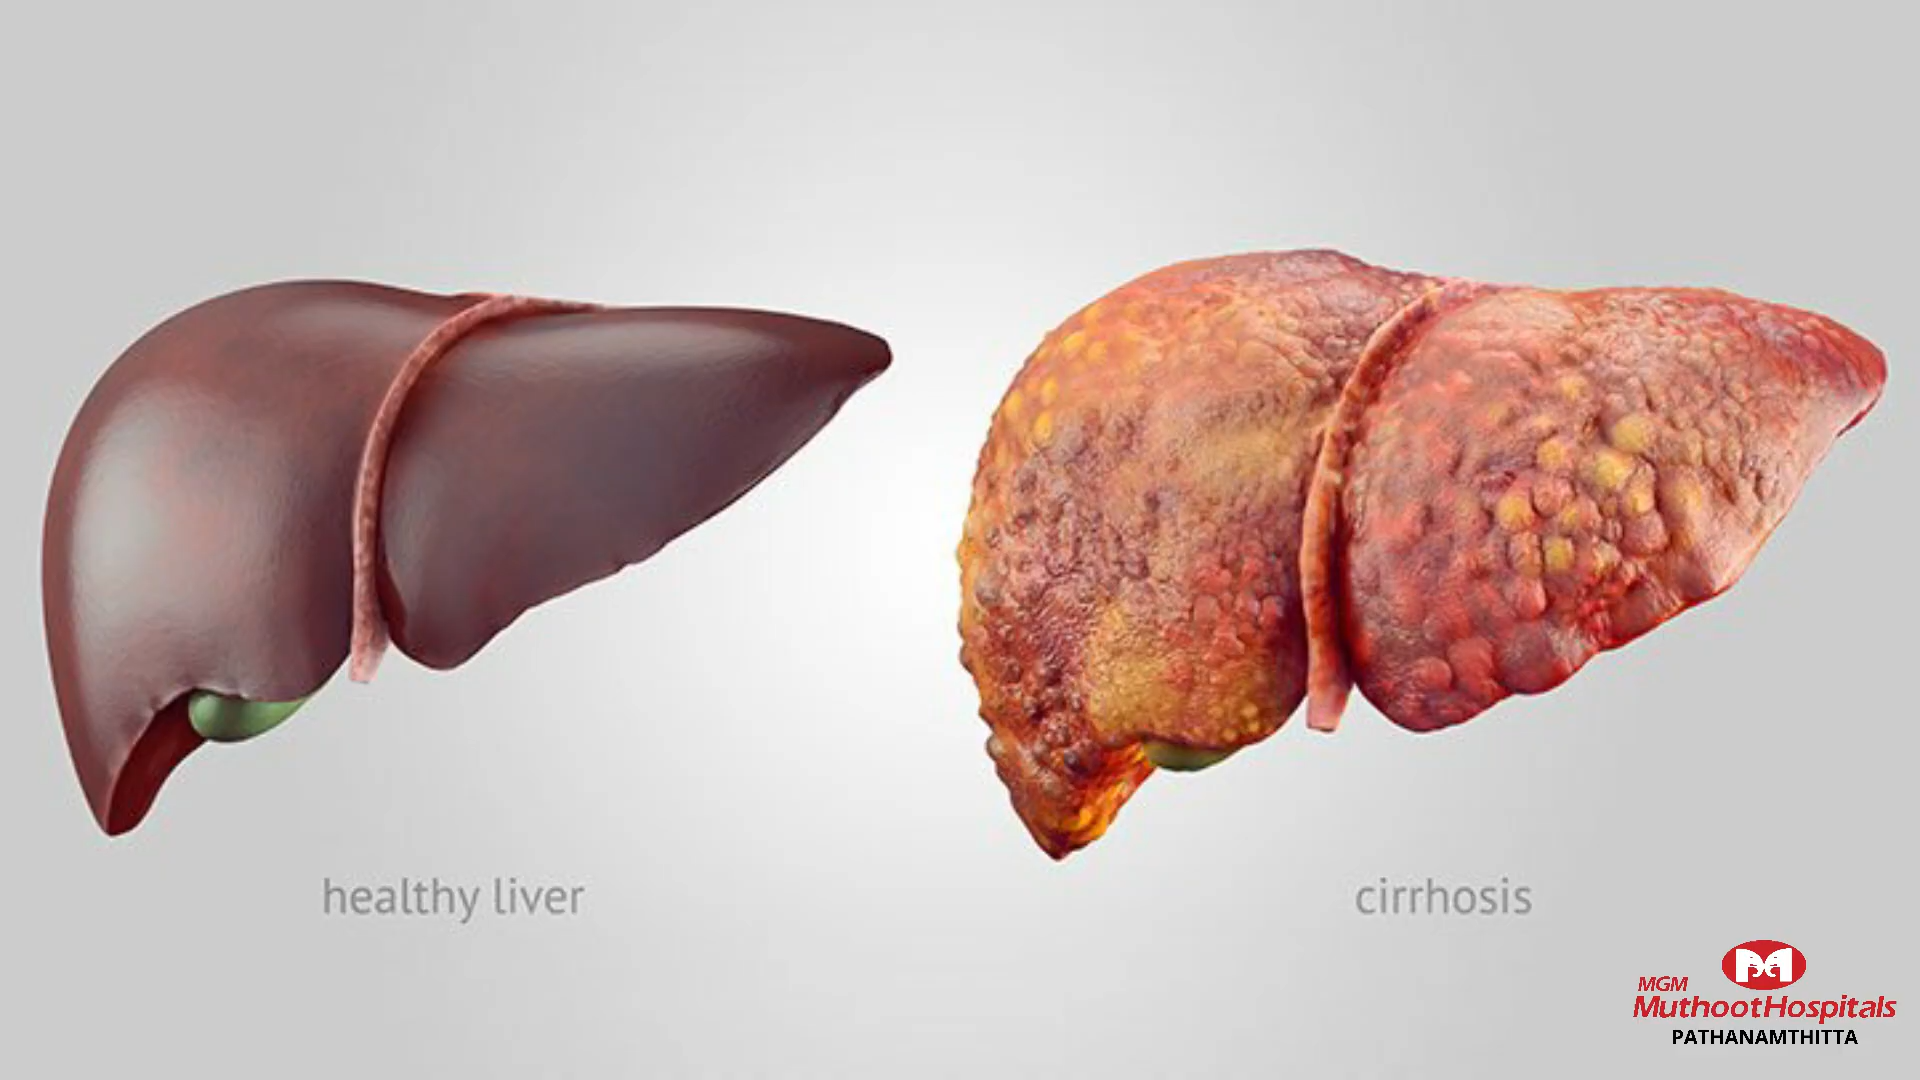 healthy liver
cirrhosis
MGM
MuthootHospitals
PATHANAMTHITTA